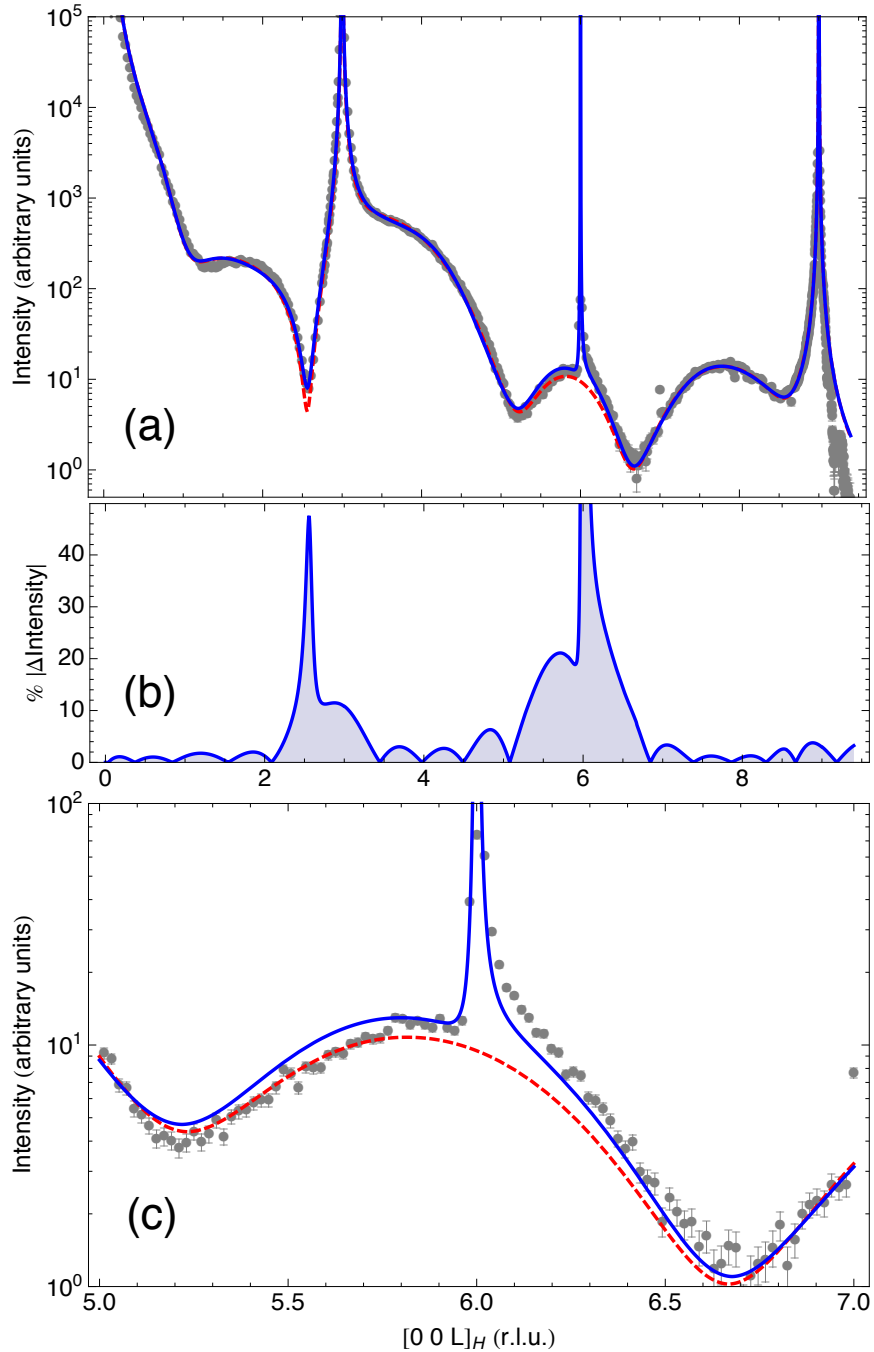 10^5
10^4
10^3
10^2
10^1
10^0
Intensity (arbitrary units)
(a)
40
30
20
10
0
% |ΔIntensity|
(b)
0 2 4 6 8
10^2
10^1
10^0
Intensity (arbitrary units)
(c)
5.0 5.5 6.0 6.5 7.0
[0 0 L]_H (r.l.u.)